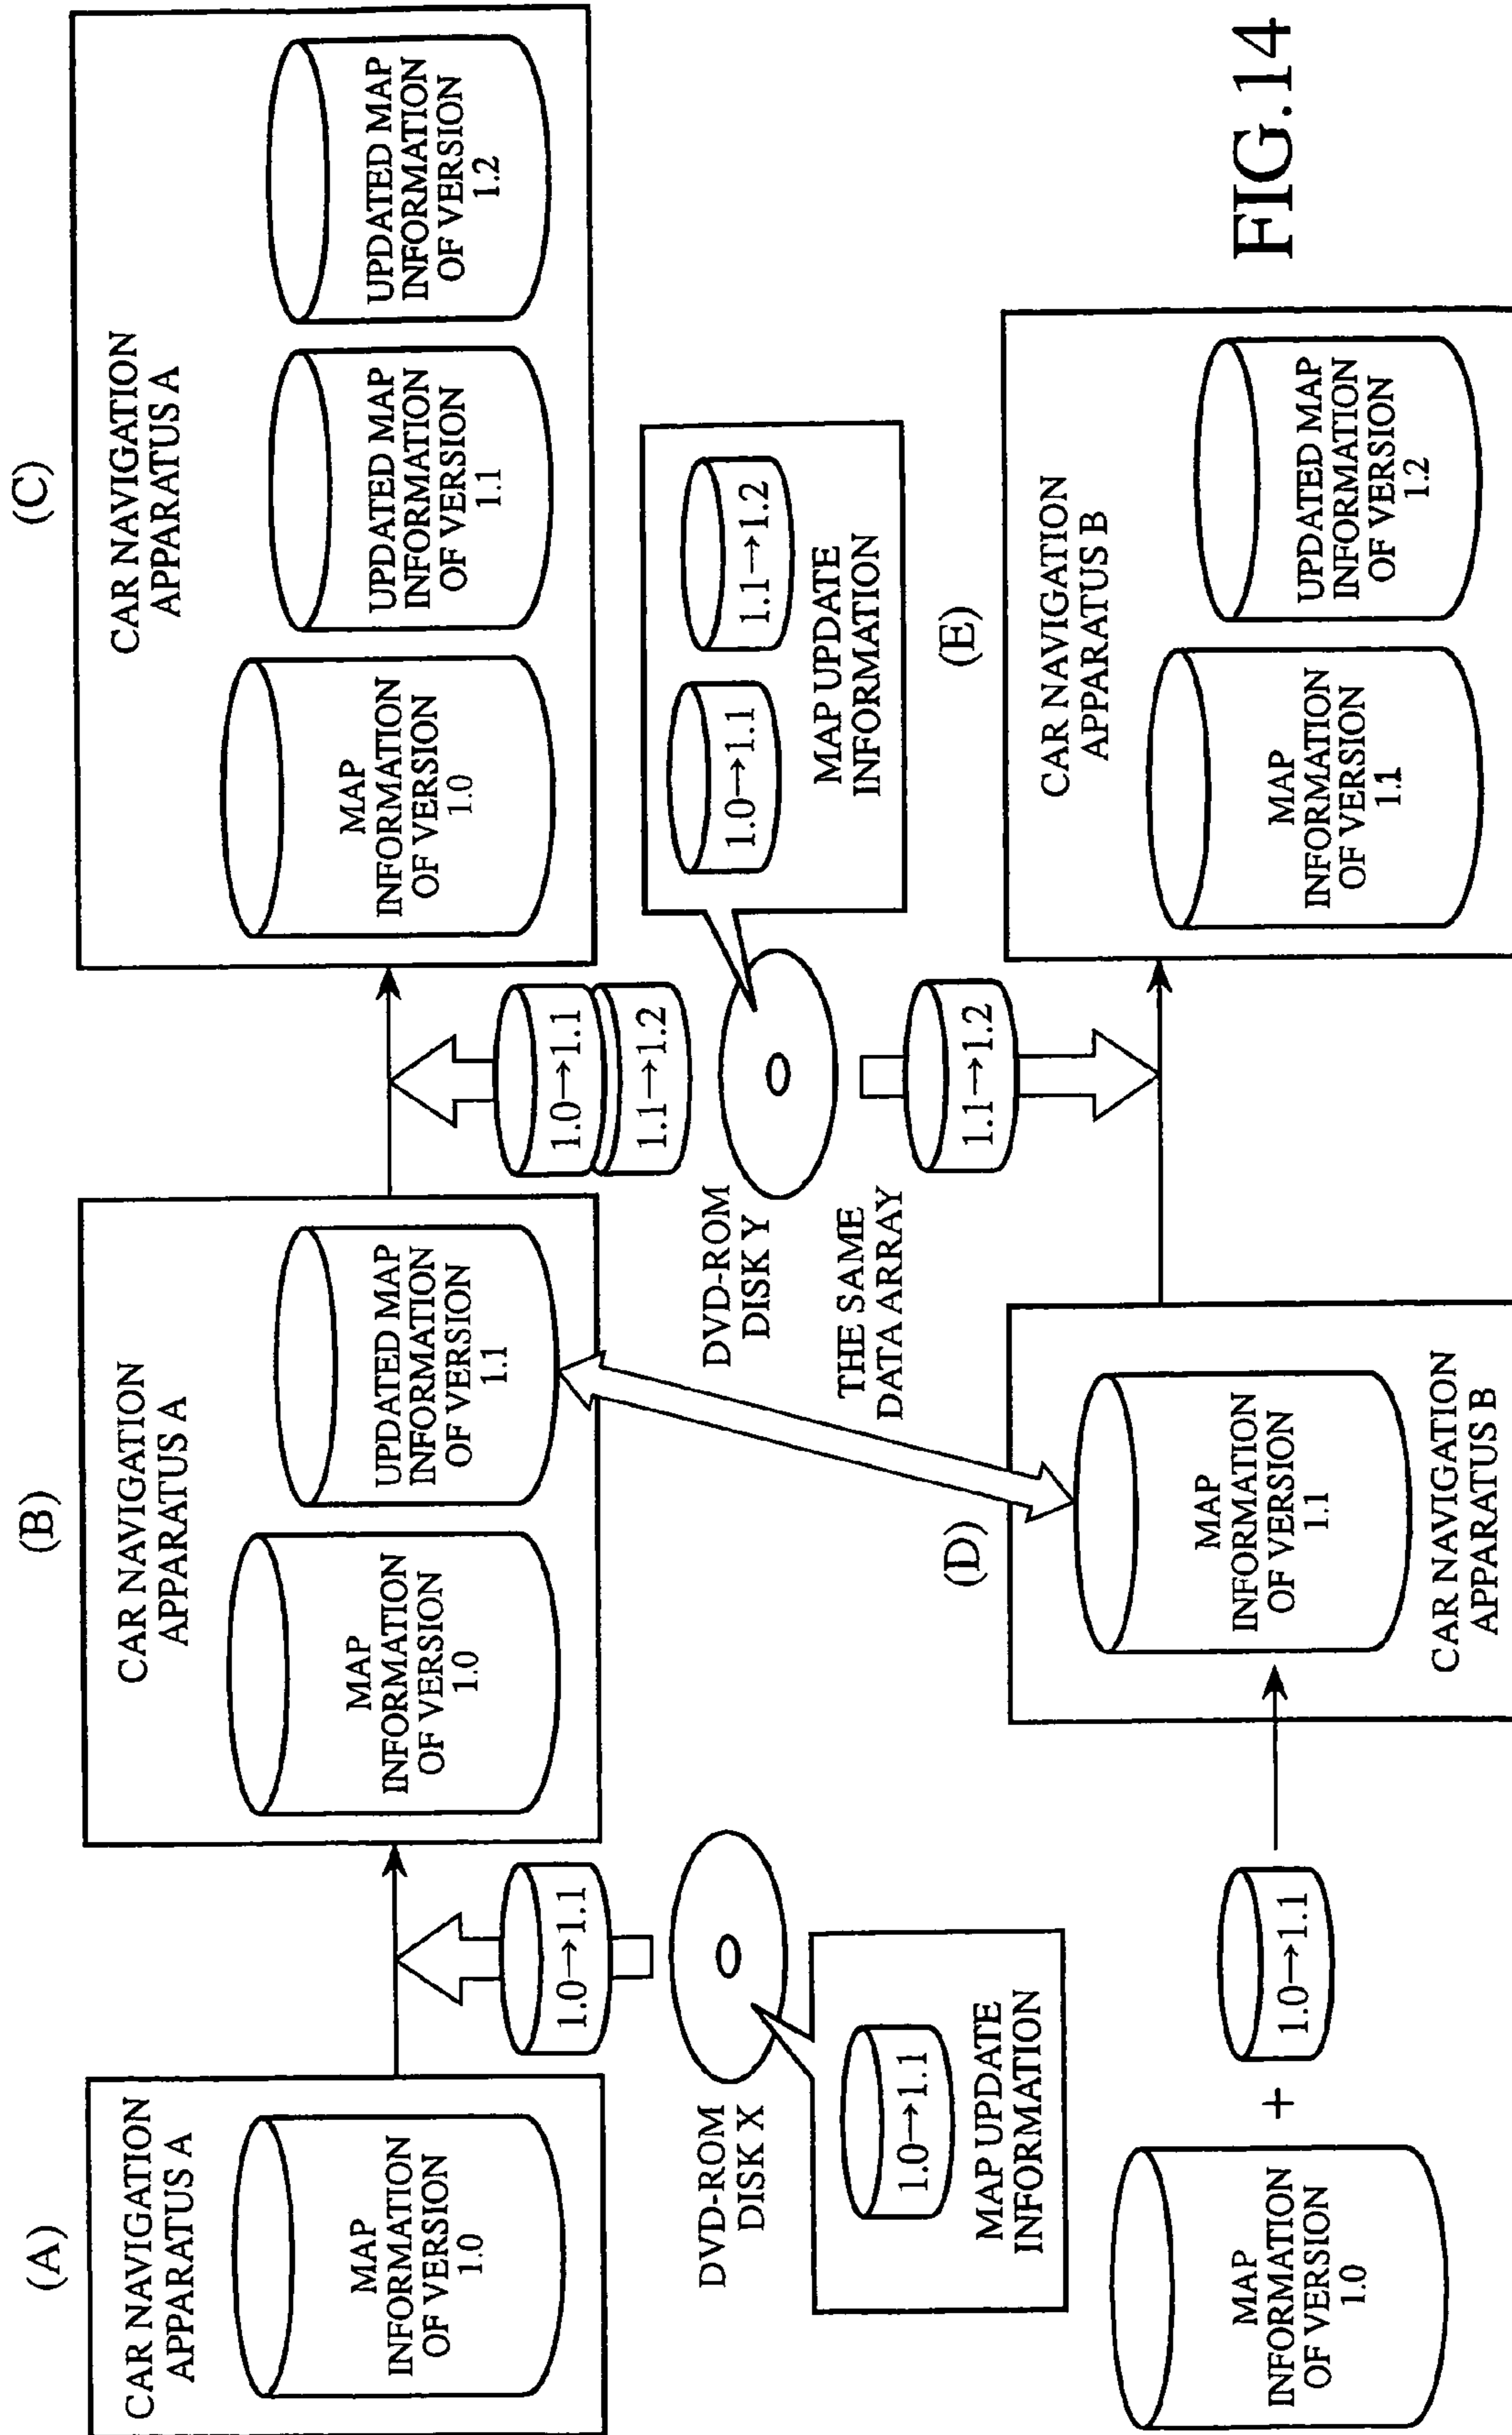 (A)
CAR NAVIGATION
APPARATUS A
MAP
INFORMATION
OF VERSION
1.0
1.0→1.1
DVD-ROM
DISK X
1.0→1.1
MAP UPDATE
INFORMATION
(B)
CAR NAVIGATION
APPARATUS A
MAP
INFORMATION
OF VERSION
1.0
UPDATED MAP
INFORMATION
OF VERSION
1.1
1.0→1.1
1.1→1.2
DVD-ROM
DISK Y
1.0→1.1
1.1→1.2
MAP UPDATE
INFORMATION
(C)
CAR NAVIGATION
APPARATUS A
MAP
INFORMATION
OF VERSION
1.0
UPDATED MAP
INFORMATION
OF VERSION
1.1
UPDATED MAP
INFORMATION
OF VERSION
1.2
MAP
INFORMATION
OF VERSION
1.0
+
1.0→1.1
(D)
MAP
INFORMATION
OF VERSION
1.1
CAR NAVIGATION
APPARATUS B
THE SAME
DATA ARRAY
1.1→1.2
(E)
CAR NAVIGATION
APPARATUS B
MAP
INFORMATION
OF VERSION
1.1
UPDATED MAP
INFORMATION
OF VERSION
1.2
FIG.14